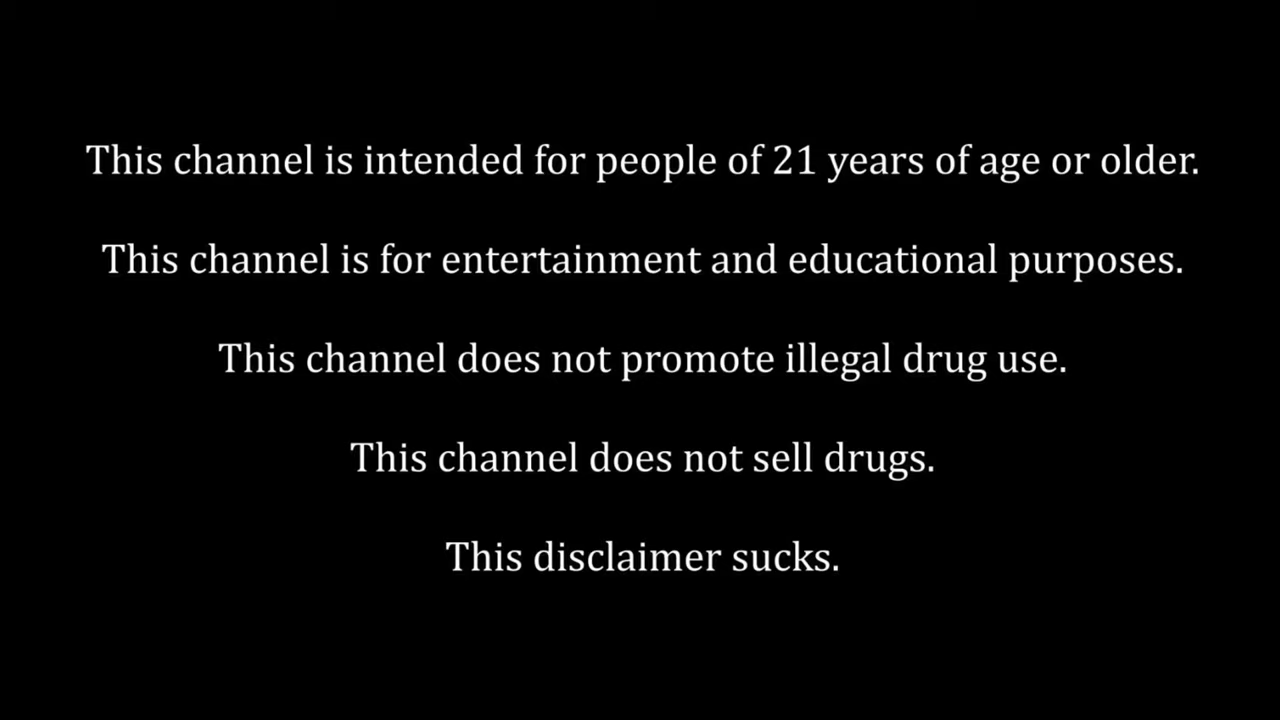 This channel is intended for people of 21 years of age or older.
This channel is for entertainment and educational purposes.
This channel does not promote illegal drug use.
This channel does not sell drugs.
This disclaimer sucks.